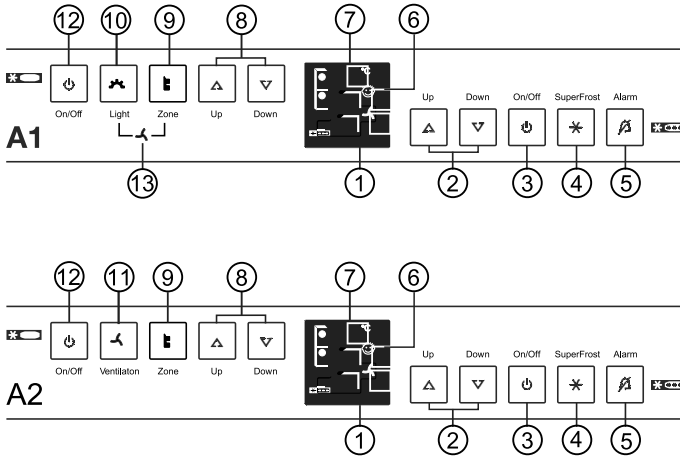 12 10 9 8 7 6
Up Down On/Off SuperFrost Alarm
On/Off Light Zone Up Down
A1
13 1 2 3 4 5
12 11 9 8 7 6
Up Down On/Off SuperFrost Alarm
On/Off Ventilaton Zone Up Down
A2
1 2 3 4 5